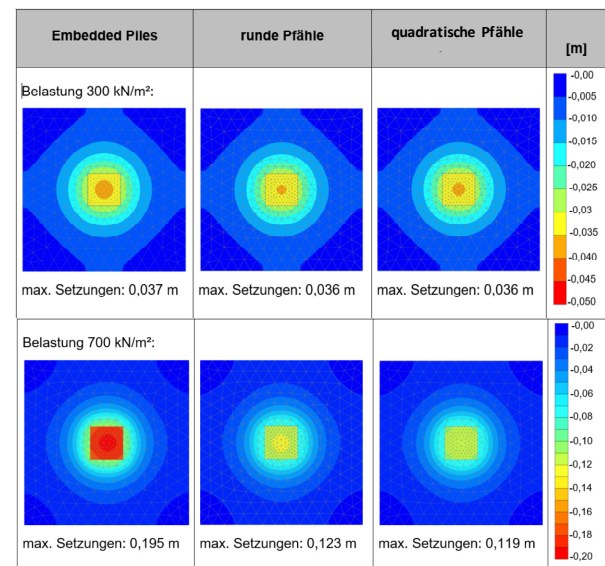 Embedded Piles
runde Pfähle
quadratische Pfähle
[m]
Belastung 300 kN/m²:
max. Setzungen: 0,037 m
max. Setzungen: 0,036 m
max. Setzungen: 0,036 m
-0,00
-0,005
-0,010
-0,015
-0,020
-0,025
-0,03
-0,035
-0,040
-0,045
-0,050
Belastung 700 kN/m²:
max. Setzungen: 0,195 m
max. Setzungen: 0,123 m
max. Setzungen: 0,119 m
-0,00
-0,02
-0,04
-0,06
-0,08
-0,10
-0,12
-0,14
-0,16
-0,18
-0,20